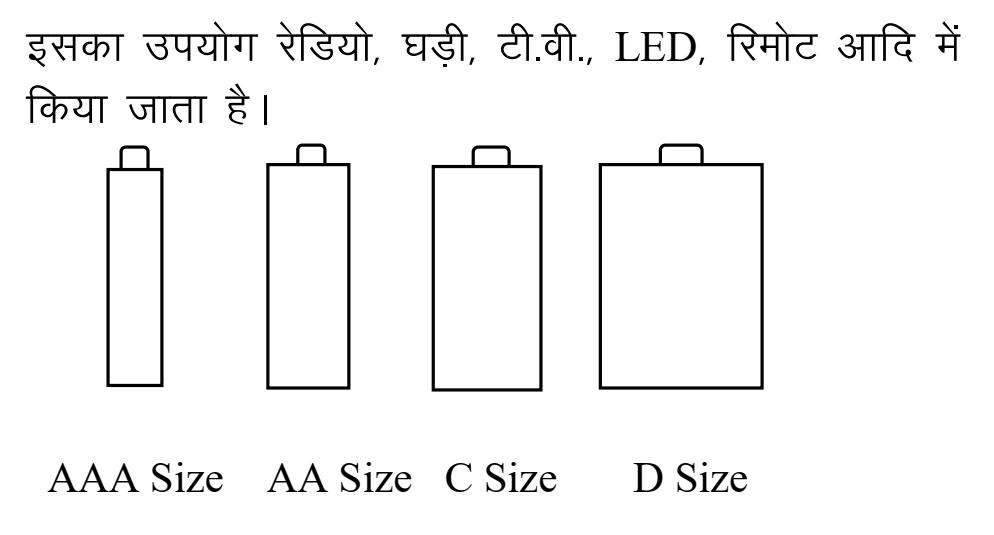 इसका उपयोग रेडियो, घड़ी, टी.वी., LED, रिमोट आदि में
किया जाता है।
AAA Size AA Size C Size D Size